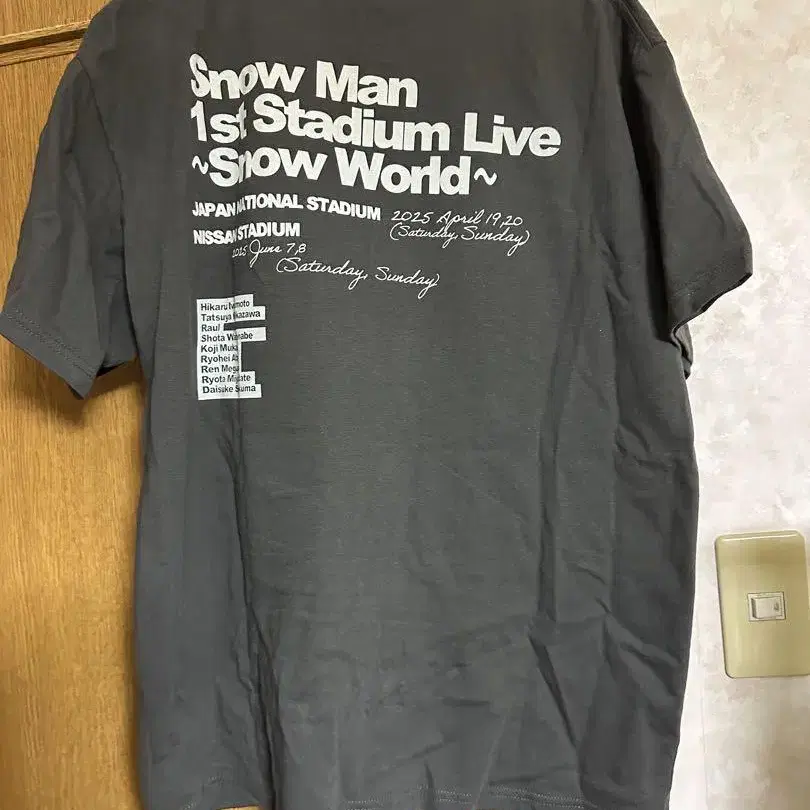 Snow Man
1st Stadium Live
~Snow World~
JAPAN NATIONAL STADIUM 2025 April 19,20
(Saturday, Sunday)
NISSAN STADIUM
2025 June 7,8
(Saturday, Sunday)
Hikaru
Tatsuya
Raul
Shota
Koji
Ryohei
Ren
Ryota
Daisuke